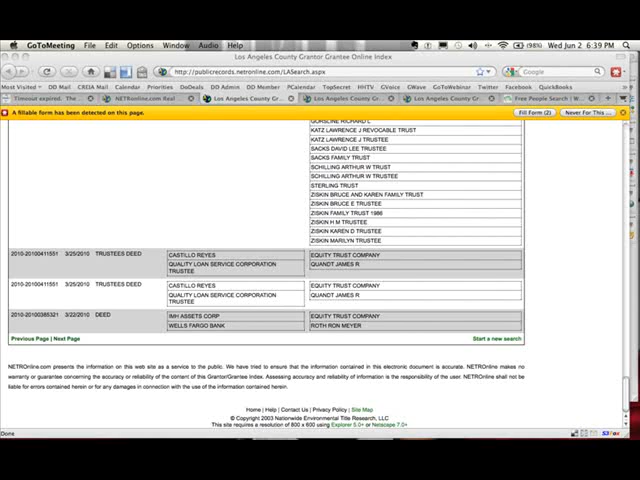 GoToMeeting File Edit Options Window Audio Help (98%) Wed Jun 2 6:39 PM
Los Angeles County Grantor Grantee Online Index
http://publicrecords.netronline.com/LASearch.aspx Google
Most Visited DD Admin CREIA Mail Calendar Priorities DoDeals DD Admin DD Member PCalendar TopSecret HHTV GVoice GWave GoToWebinar Twitter Facebook QuickBooks
Timeout expired. The NETRonline.com Real Los Angeles County Gr... Los Angeles County Gr... Los Angeles County Gr... Free People Search | W...
A fillable form has been detected on this page. Fill Form (2) Never For This ...
GORSLINE RICHARD L
KATZ LAWRENCE J REVOCABLE TRUST
KATZ LAWRENCE J TRUSTEE
SACKS DAVID LEE TRUSTEE
SACKS FAMILY TRUST
SCHILLING ARTHUR W TRUST
SCHILLING ARTHUR W TRUSTEE
STERLING TRUST
ZISKIN BRUCE AND KAREN FAMILY TRUST
ZISKIN BRUCE E TRUSTEE
ZISKIN FAMILY TRUST 1986
ZISKIN H M TRUSTEE
ZISKIN KAREN D TRUSTEE
ZISKIN MARILYN TRUSTEE
2010-20100411551 3/25/2010 TRUSTEES DEED CASTILLO REYES EQUITY TRUST COMPANY
QUALITY LOAN SERVICE CORPORATION QUANDT JAMES R
TRUSTEE
2010-20100411551 3/25/2010 TRUSTEES DEED CASTILLO REYES EQUITY TRUST COMPANY
QUALITY LOAN SERVICE CORPORATION QUANDT JAMES R
TRUSTEE
2010-20100385321 3/22/2010 DEED IMH ASSETS CORP EQUITY TRUST COMPANY
WELLS FARGO BANK ROTH RON MEYER
Previous Page | Next Page Start a new search
NETROnline.com presents the information on this web site as a service to the public. We have tried to ensure that the information contained in this electronic document is accurate. NETROnline makes no
warranty or guarantee concerning the accuracy or reliability of the content of this Grantor/Grantee Index. Assessing accuracy and reliability of information is the responsibility of the user. NETROnline shall not
be liable for errors contained herein or for any damages in connection with the use of the information contained herein.
Home | Help | Contact Us | Privacy Policy | Site Map
© Copyright 2003 Nationwide Environmental Title Research, LLC
This site requires a resolution of 800 x 600 using Explorer 5.0+ or Netscape 7.0+
Done S3Fox